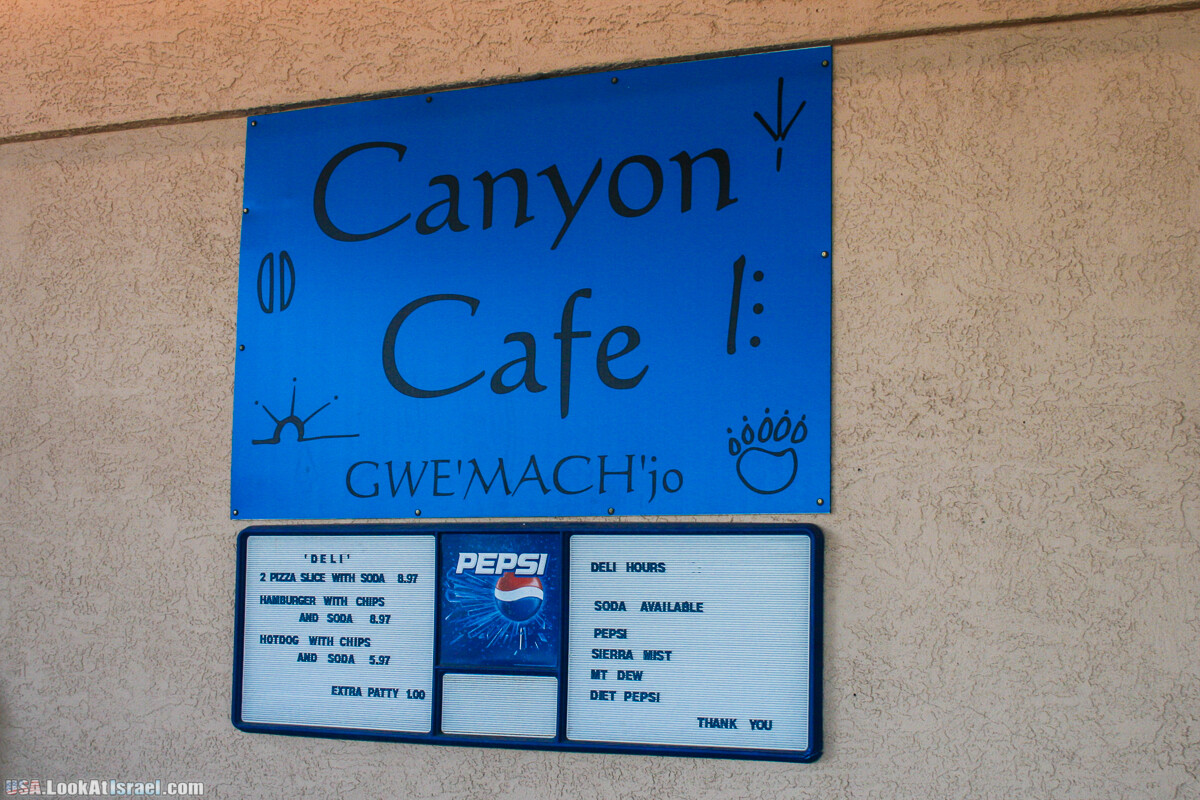 Canyon
Cafe
GWE'MACH'jo
'DELI'
2 PIZZA SLICE WITH SODA 8.97
HAMBURGER WITH CHIPS
AND SODA 8.97
HOTDOG WITH CHIPS
AND SODA 5.97
EXTRA PATTY 1.00
PEPSI
DELI HOURS
SODA AVAILABLE
PEPSI
SIERRA MIST
MT DEW
DIET PEPSI
THANK YOU
USA.LookAtIsrael.com